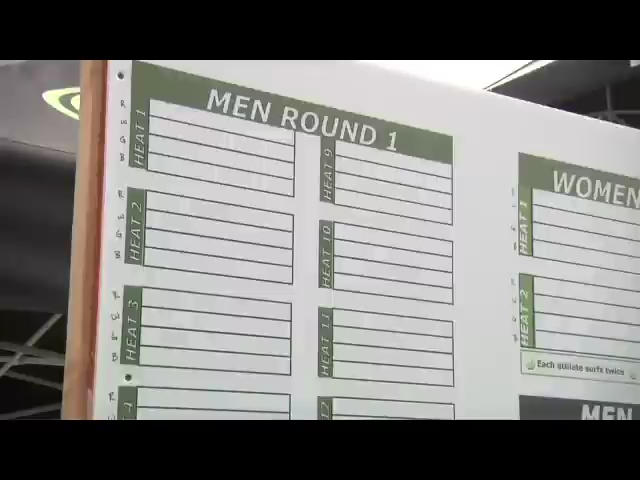 MEN ROUND 1
HEAT 1
R
W
G
B
HEAT 2
R
W
G
B
HEAT 3
R
W
G
B
HEAT 9
HEAT 10
HEAT 11
12
WOMEN
HEAT 1
HEAT 2
Each athlete surfs twice
MEN